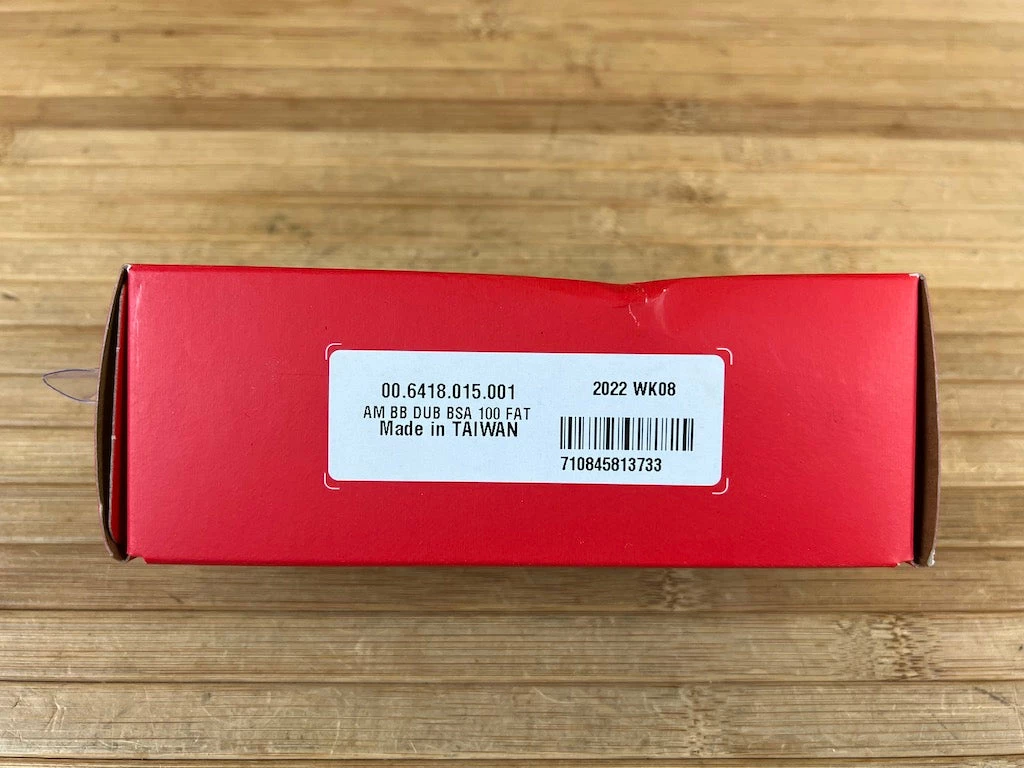 00.6418.015.001
AM BB DUB BSA 100 FAT
Made in TAIWAN
2022 WK08
710845813733